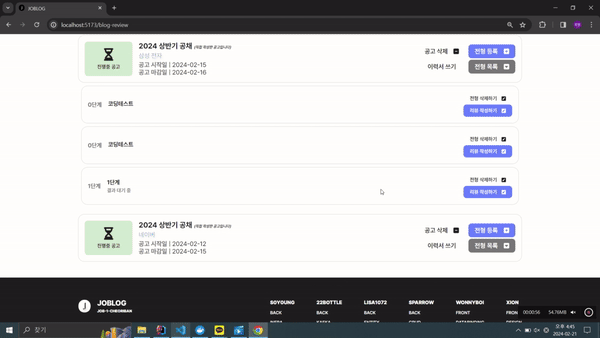 JOBLOG
localhost:5173/blog-review
2024 상반기 공채 (직접 작성한 공고입니다)
삼성 전자
공고 시작일 | 2024-02-15
공고 마감일 | 2024-02-16
진행중 공고
공고 삭제
전형 등록
이력서 쓰기
전형 목록
0단계
코딩테스트
전형 삭제하기
리뷰 작성하기
0단계
코딩테스트
전형 삭제하기
리뷰 작성하기
1단계
1단계
결과 대기 중
전형 삭제하기
리뷰 작성하기
2024 상반기 공채 (직접 작성한 공고입니다)
네이버
공고 시작일 | 2024-02-12
공고 마감일 | 2024-02-15
진행중 공고
공고 삭제
전형 등록
이력서 쓰기
전형 목록
J
JOBLOG
JOB-1-CHEORIBAN
SOYOUNG
22BOTTLE
LISA1072
SPARROW
WONNYBOI
XION
BACK
BACK
BACK
BACK
FRONT
FRON
00:00:56
54.76MB
찾기
오후 4:45
2024-02-21